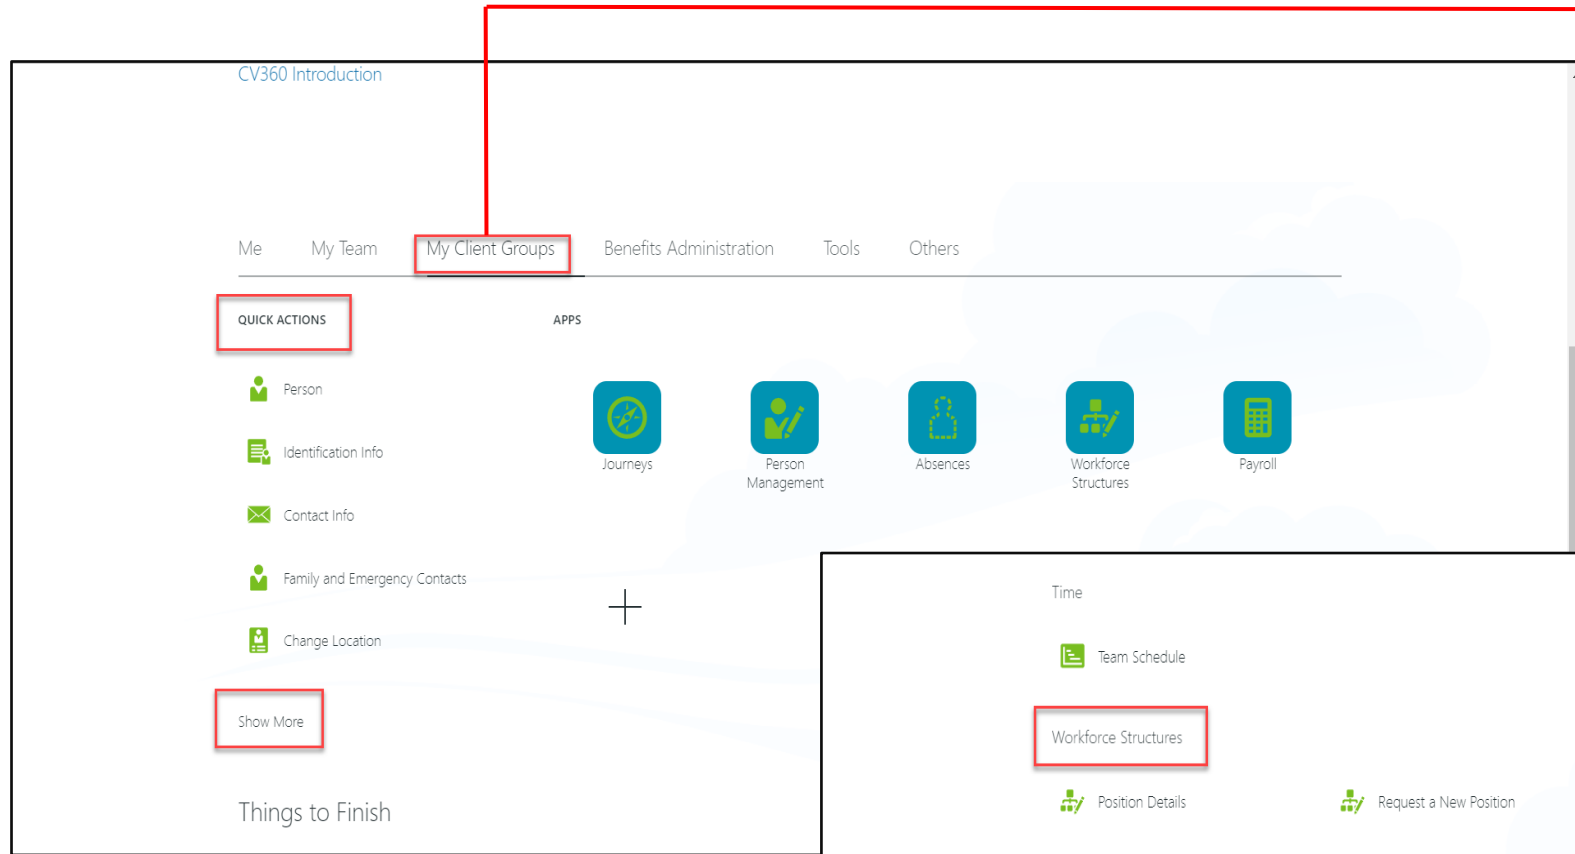 CV360 Introduction
Me My Team My Client Groups Benefits Administration Tools Others
QUICK ACTIONS
APPS
Person
Identification Info
Contact Info
Family and Emergency Contacts
Change Location
Show More
Journeys
Person
Management
Absences
Workforce
Structures
Payroll
Things to Finish
Time
Team Schedule
Workforce Structures
Position Details
Request a New Position